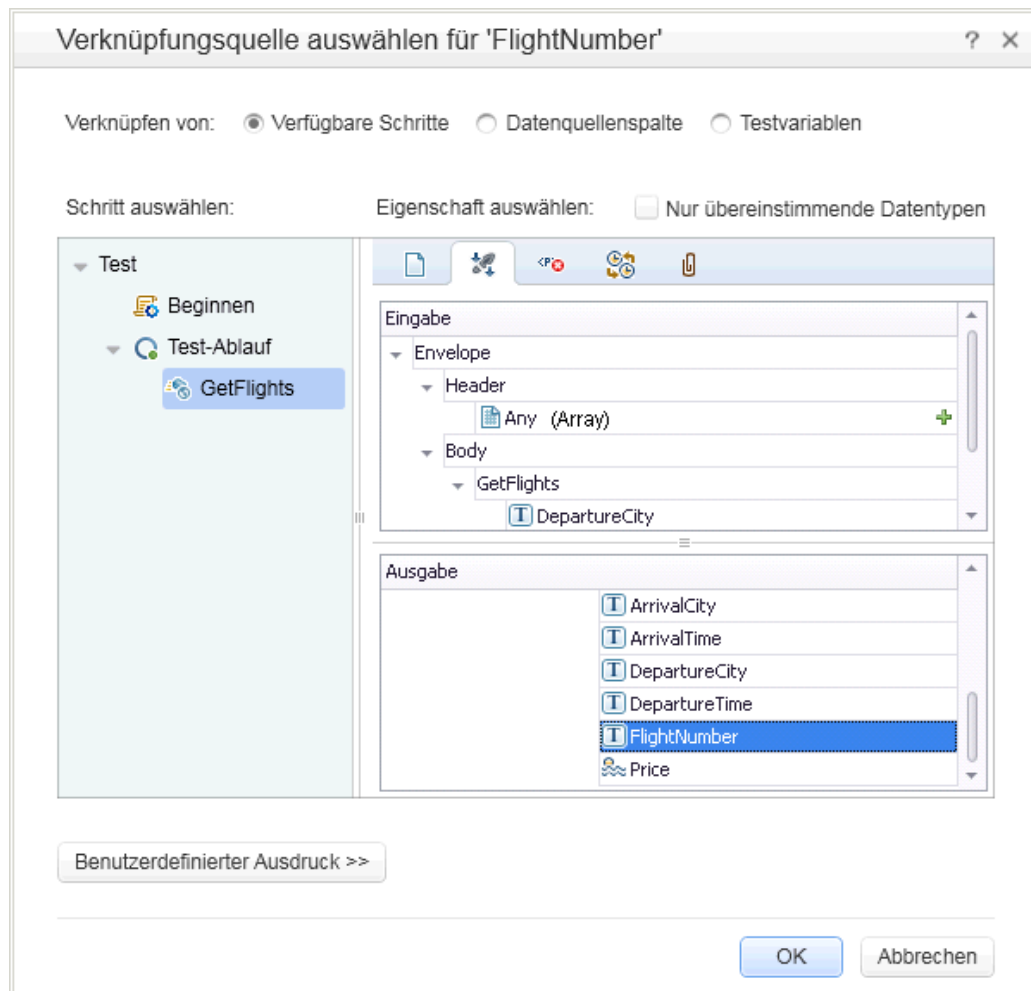 Verknüpfungsquelle auswählen für 'FlightNumber' ? ×
Verknüpfen von: Verfügbare Schritte Datenquellenspalte Testvariablen
Schritt auswählen: Eigenschaft auswählen: Nur übereinstimmende Datentypen
Test
Beginnen
Test-Ablauf
GetFlights
<P>
Eingabe
Envelope
Header
Any (Array)
Body
GetFlights
T DepartureCity
Ausgabe
T ArrivalCity
T ArrivalTime
T DepartureCity
T DepartureTime
T FlightNumber
Price
Benutzerdefinierter Ausdruck >>
OK Abbrechen